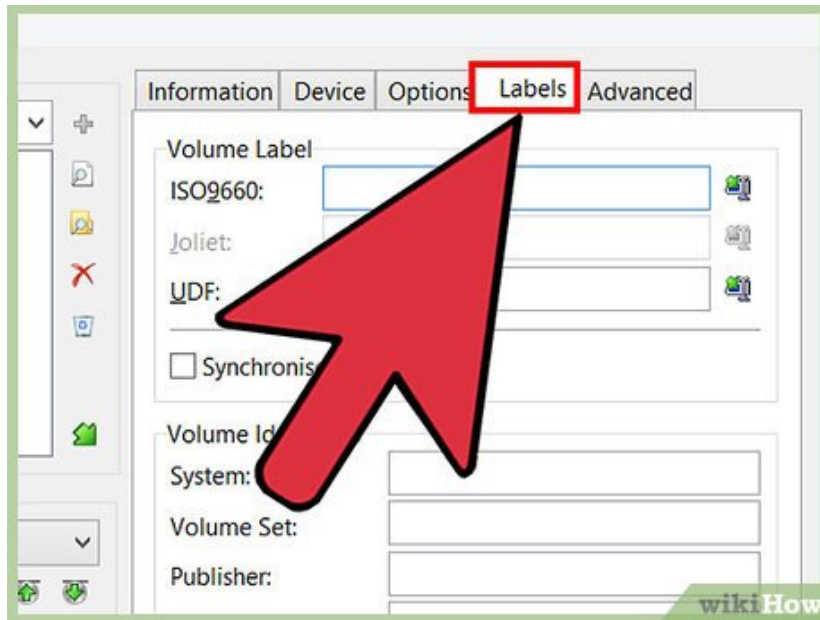 Information Device Options Labels Advanced
Volume Label
ISO9660:
Joliet:
UDF:
Synchronis
Volume Id
System:
Volume Set:
Publisher:
wikiHow